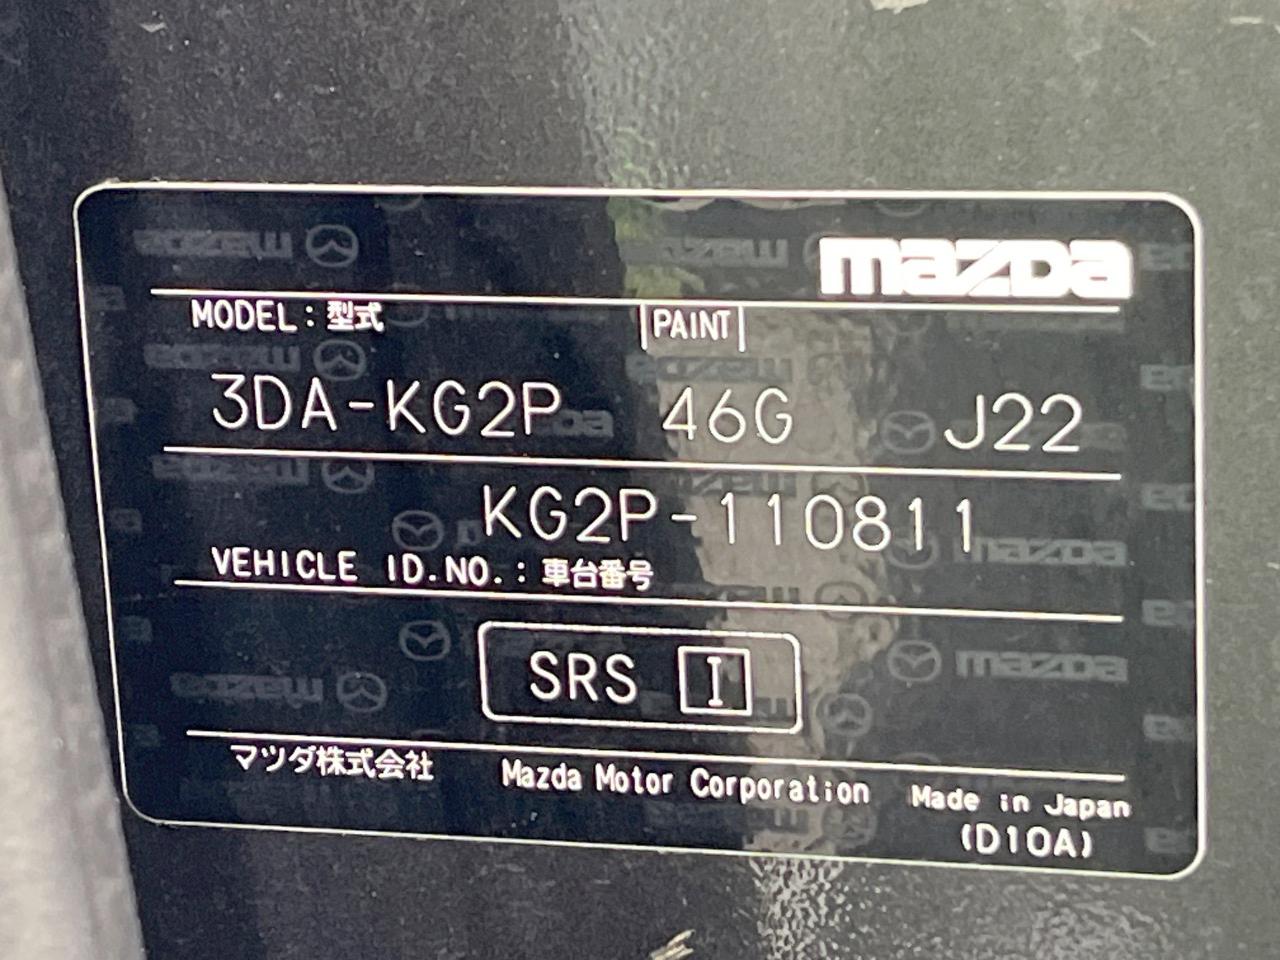 mazda
MODEL：型式 PAINT
3DA-KG2P 46G J22
KG2P-110811
VEHICLE ID.NO.：車台番号
SRS I
マツダ株式会社 Mazda Motor Corporation Made in Japan
(D10A)